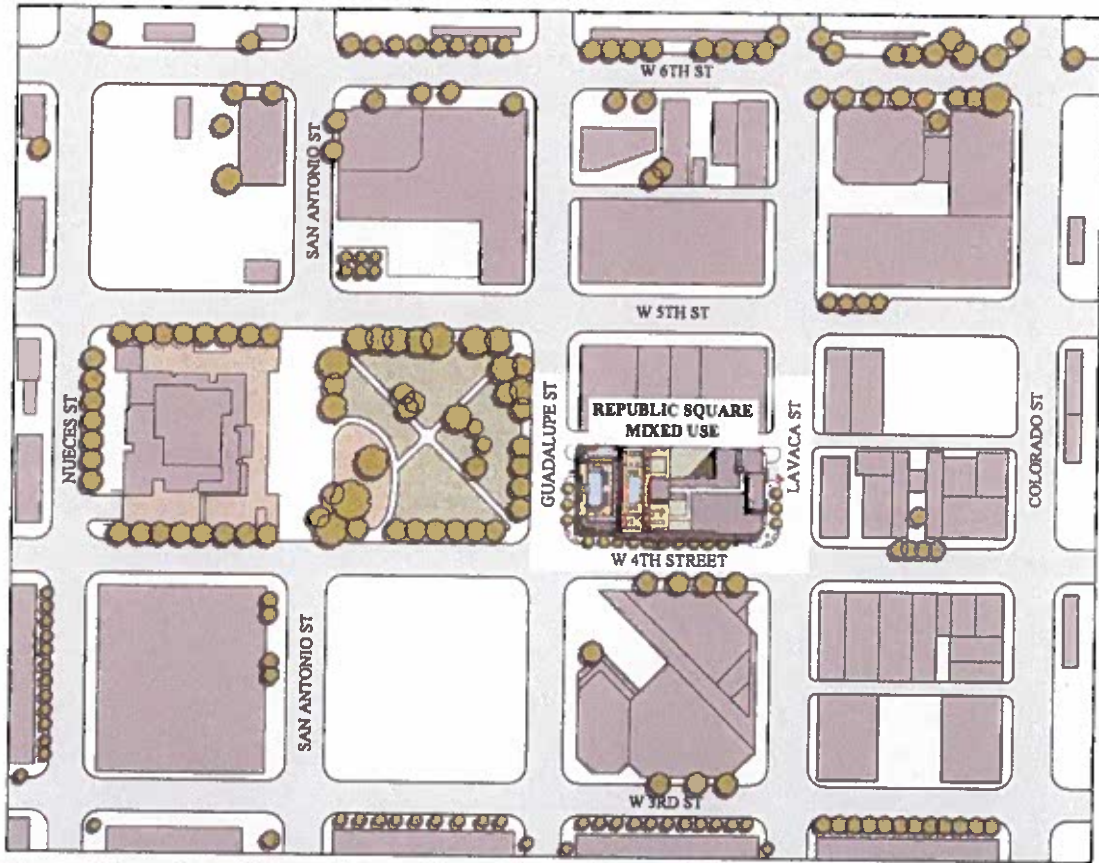 W 6TH ST
SAN ANTONIO ST
W 5TH ST
NUECES ST
GUADALUPE ST
REPUBLIC SQUARE
MIXED USE
LAVACA ST
COLORADO ST
W 4TH STREET
SAN ANTONIO ST
W 3RD ST